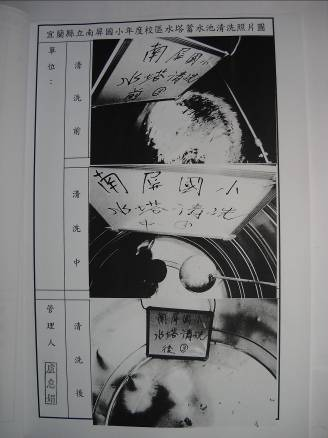 宜蘭縣立南屏國小年度校區水塔蓄水池清洗照片圖
單位：
清洗前
南屏國小
水塔清洗
前②
清洗中
南屏國小
水塔清洗
中②
管理人
清洗後
南屏國小
水塔清洗
後②